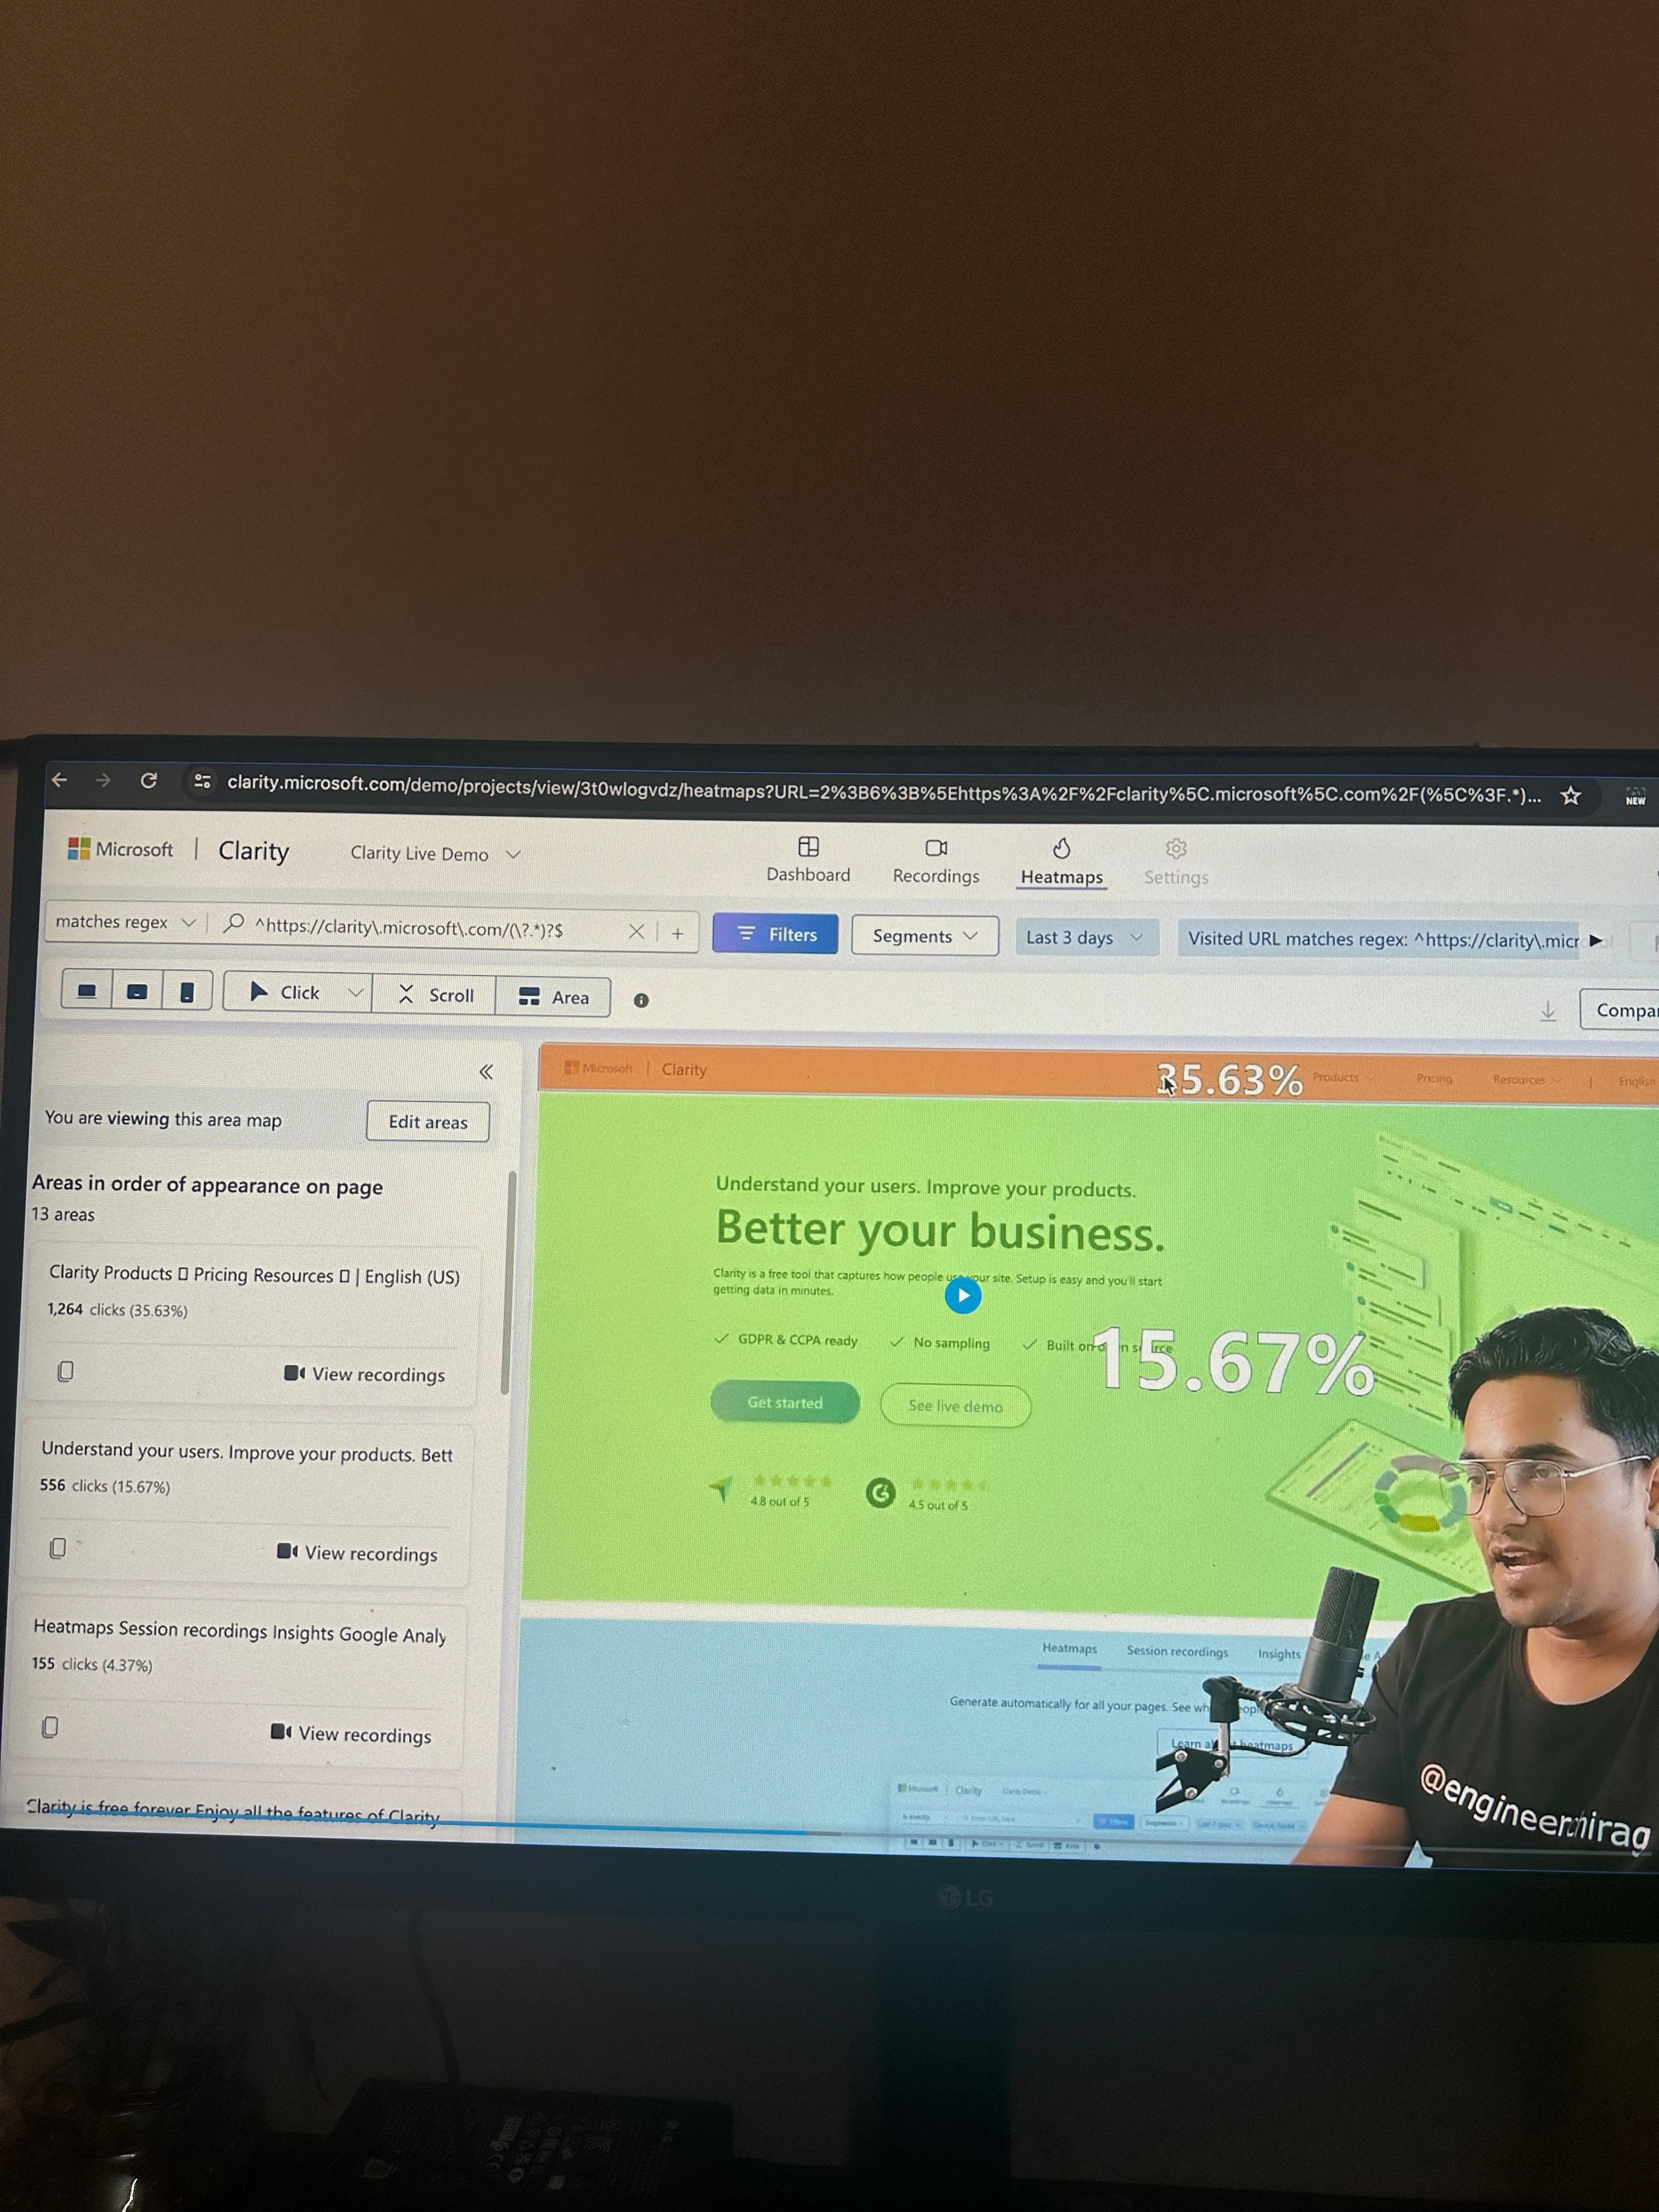 clarity.microsoft.com/demo/projects/view/3t0wlogvdz/heatmaps?URL=2%3B6%3B%5Ehttps%3A%2F%2Fclarity%5C.microsoft%5C.com%2F(%5C%3F.*)...
NEW
Microsoft | Clarity
Clarity Live Demo
Dashboard
Recordings
Heatmaps
Settings
matches regex
^https://clarity\.microsoft\.com/(\?.*)?$
Filters
Segments
Last 3 days
Visited URL matches regex: ^https://clarity\.micr
Click
Scroll
Area
Compar
You are viewing this area map
Edit areas
Areas in order of appearance on page
13 areas
Clarity Products Pricing Resources | English (US)
1,264 clicks (35.63%)
View recordings
Understand your users. Improve your products. Bett
556 clicks (15.67%)
View recordings
Heatmaps Session recordings Insights Google Analy
155 clicks (4.37%)
View recordings
Clarity is free forever Enjoy all the features of Clarity
Microsoft | Clarity
35.63%
Products
Pricing
Resources
English
Understand your users. Improve your products.
Better your business.
Clarity is a free tool that captures how people use your site. Setup is easy and you'll start
getting data in minutes.
GDPR & CCPA ready
No sampling
Built on
15.67%
Get started
See live demo
4.8 out of 5
4.5 out of 5
Heatmaps
Session recordings
Insights
Generate automatically for all your pages. See
Learn heatmaps
Microsoft Clarity Clarity Demo
@engineer
LG